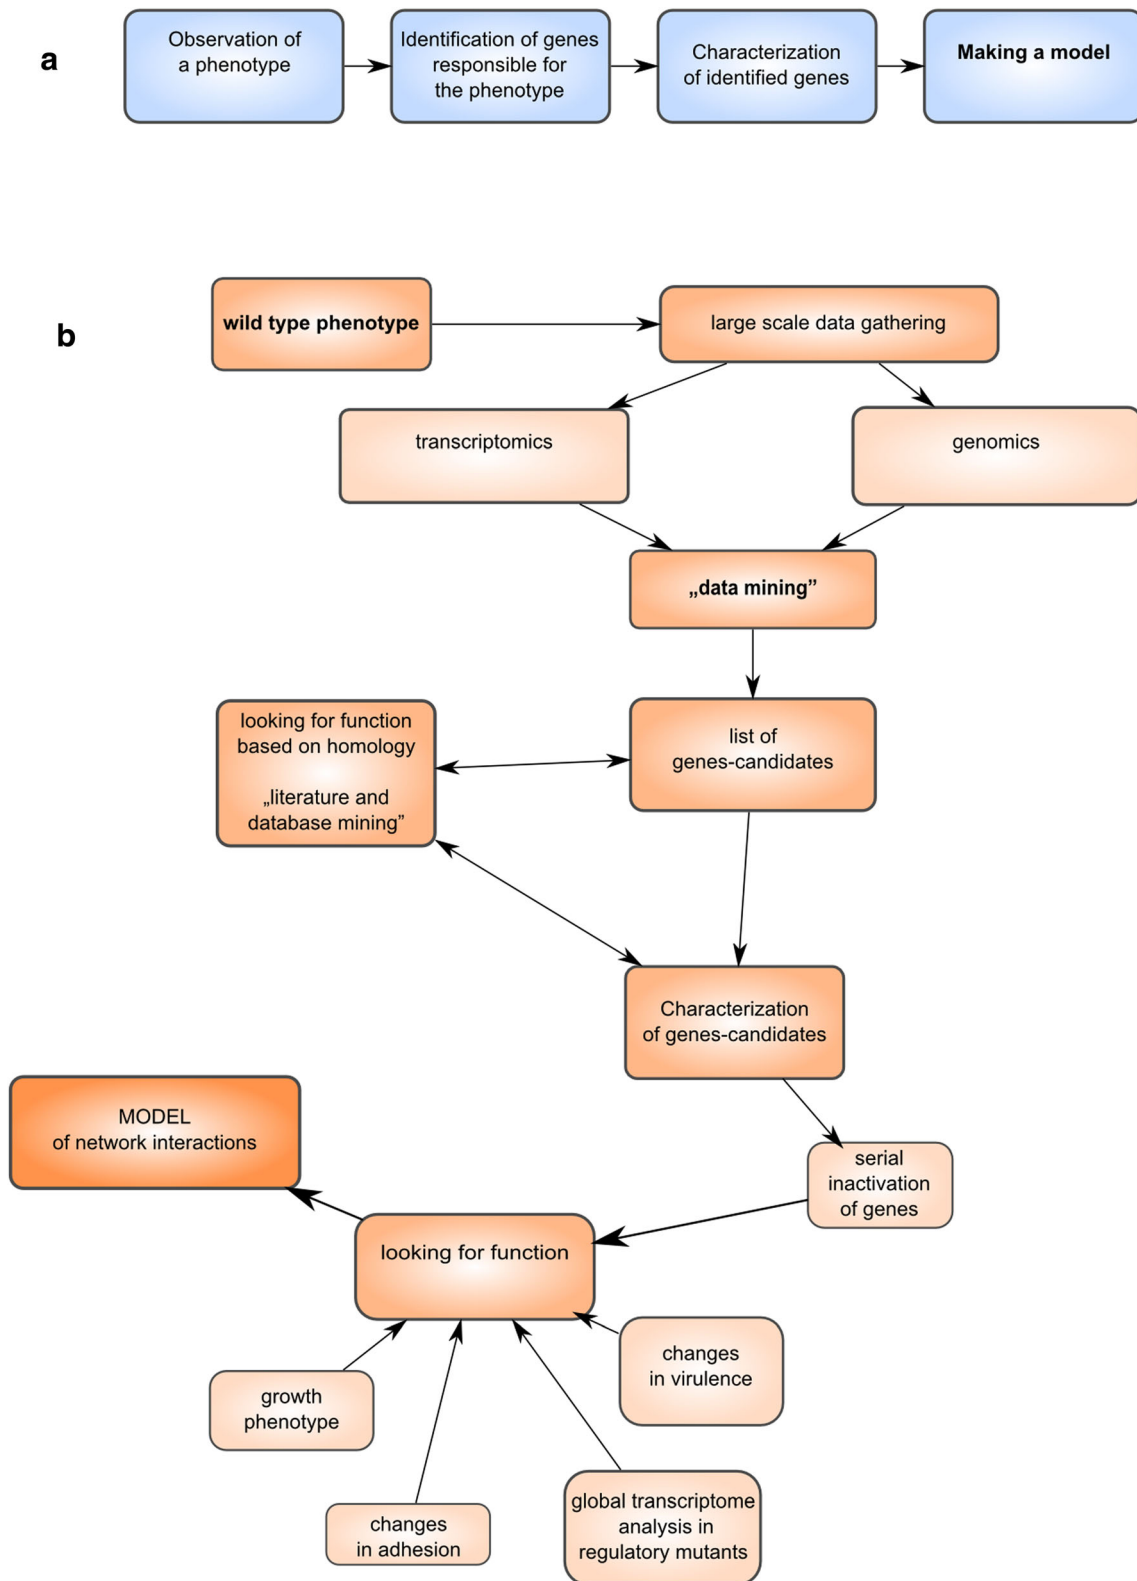 a
Observation of
a phenotype
Identification of genes
responsible for
the phenotype
Characterization
of identified genes
Making a model
b
wild type phenotype
large scale data gathering
transcriptomics
genomics
„data mining”
looking for function
based on homology
„literature and
database mining”
list of
genes-candidates
Characterization
of genes-candidates
MODEL
of network interactions
serial
inactivation
of genes
looking for function
changes
in virulence
growth
phenotype
global transcriptome
analysis in
regulatory mutants
changes
in adhesion